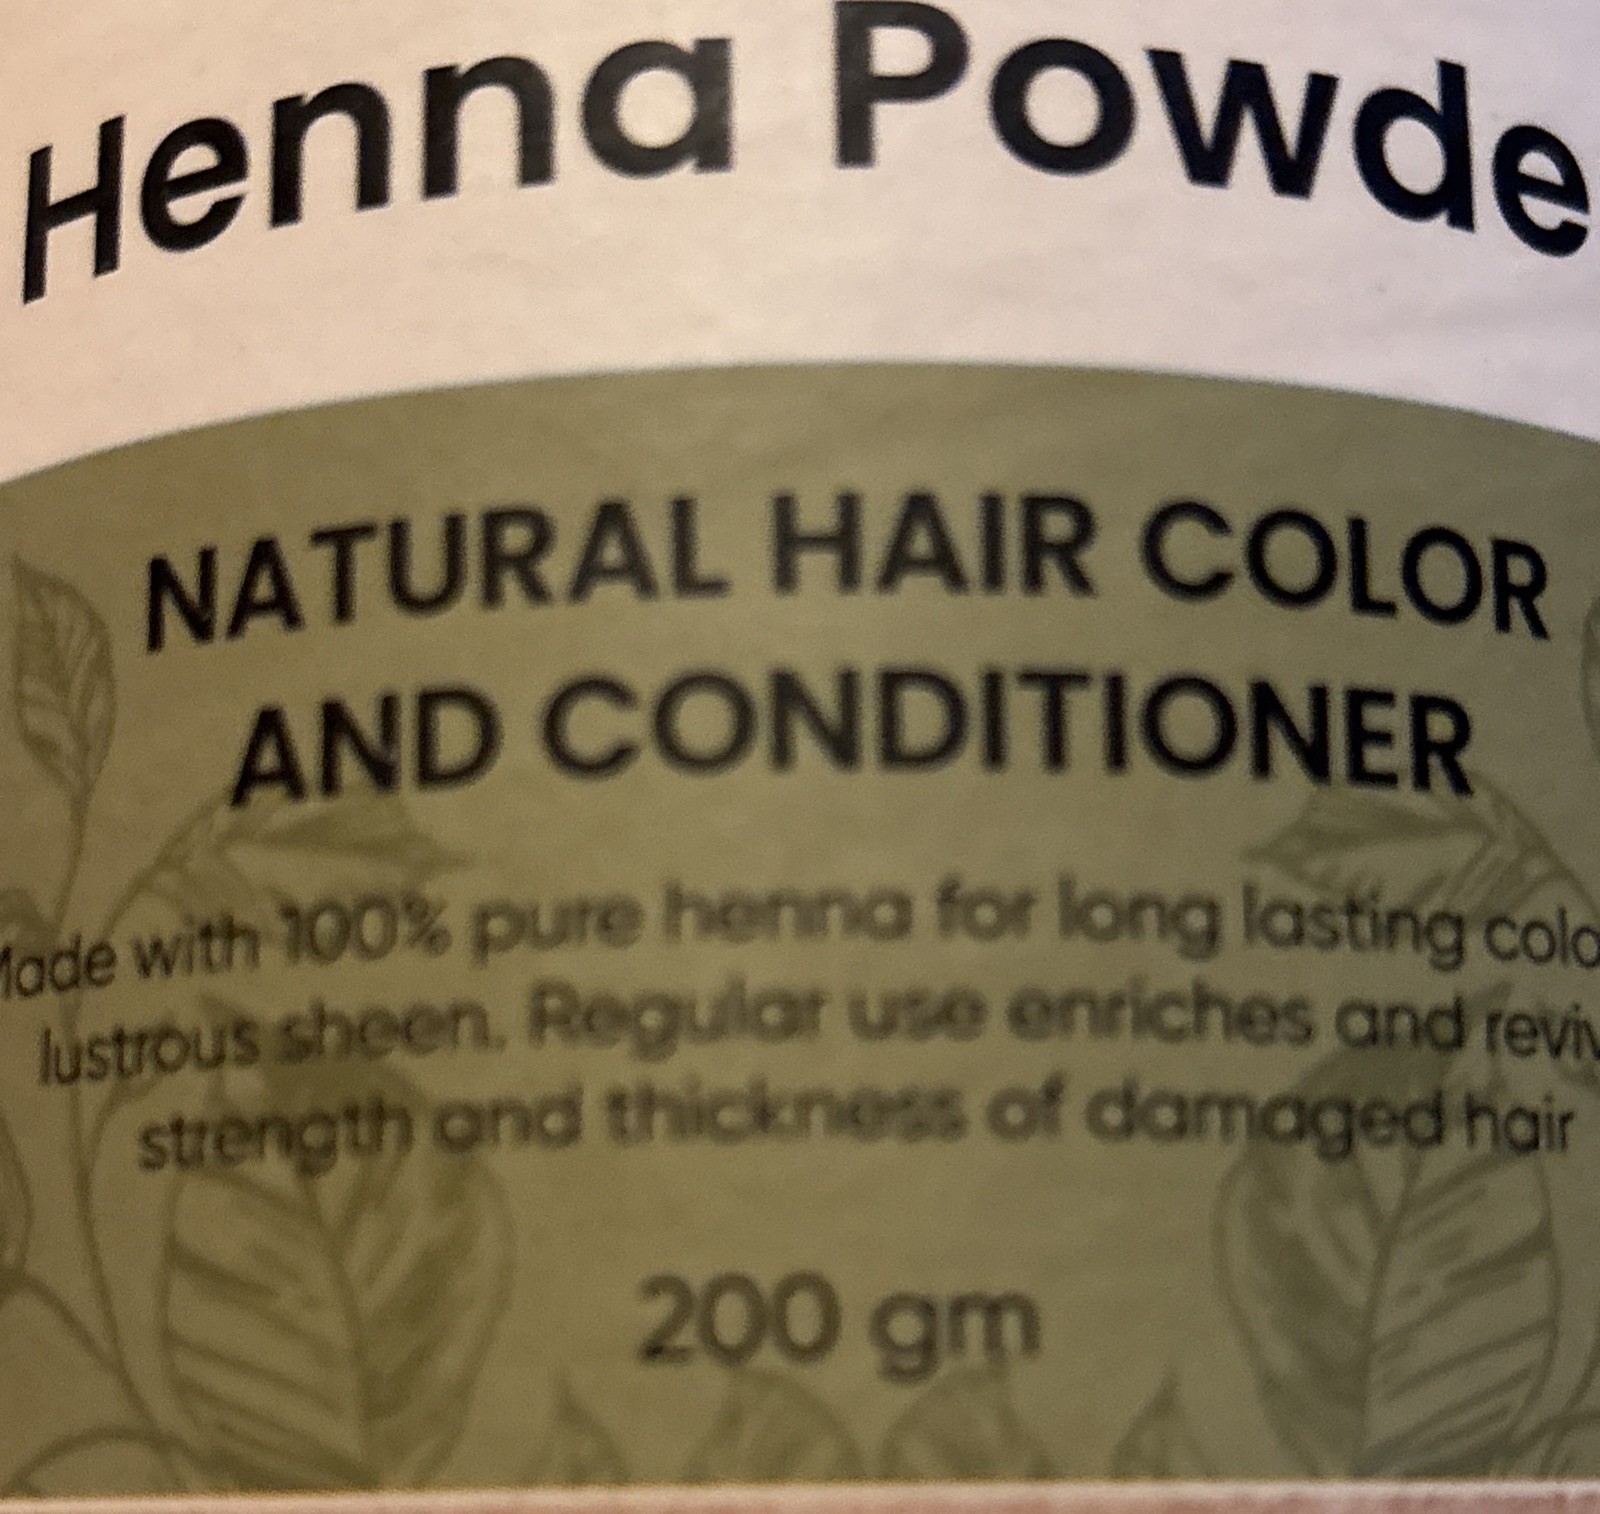 Henna Powde
NATURAL HAIR COLOR
AND CONDITIONER
Made with 100% pure henna for long lasting colo
lustrous sheen. Regular use enriches and reviv
strength and thickness of damaged hair
200 gm